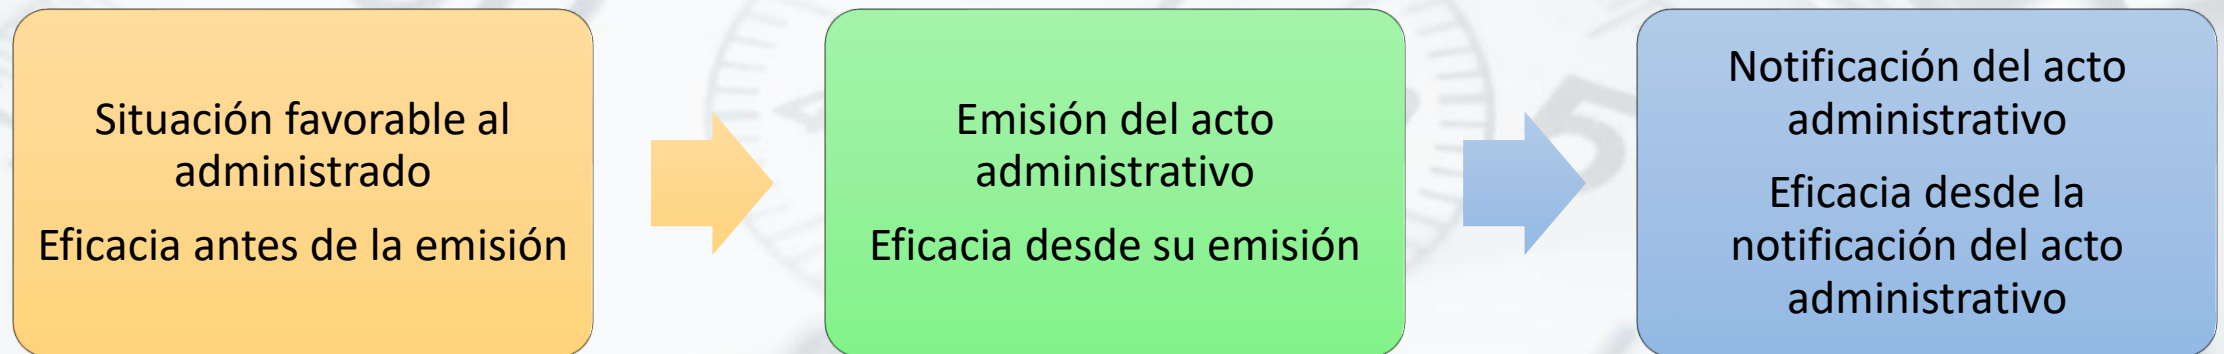 Situación favorable al
administrado
Eficacia antes de la emisión
Emisión del acto
administrativo
Eficacia desde su emisión
Notificación del acto
administrativo
Eficacia desde la
notificación del acto
administrativo